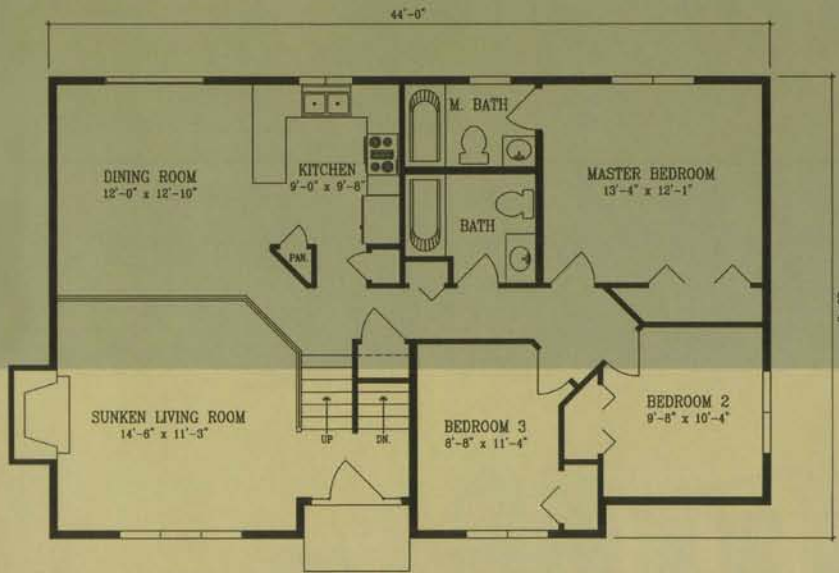 44'-0"
M. BATH
DINING ROOM
12'-0" x 12'-10"
KITCHEN
9'-0" x 9'-8"
MASTER BEDROOM
13'-4" x 12'-1"
BATH
PAN.
SUNKEN LIVING ROOM
14'-6" x 11'-3"
UP
DN.
BEDROOM 3
8'-8" x 11'-4"
BEDROOM 2
9'-8" x 10'-4"